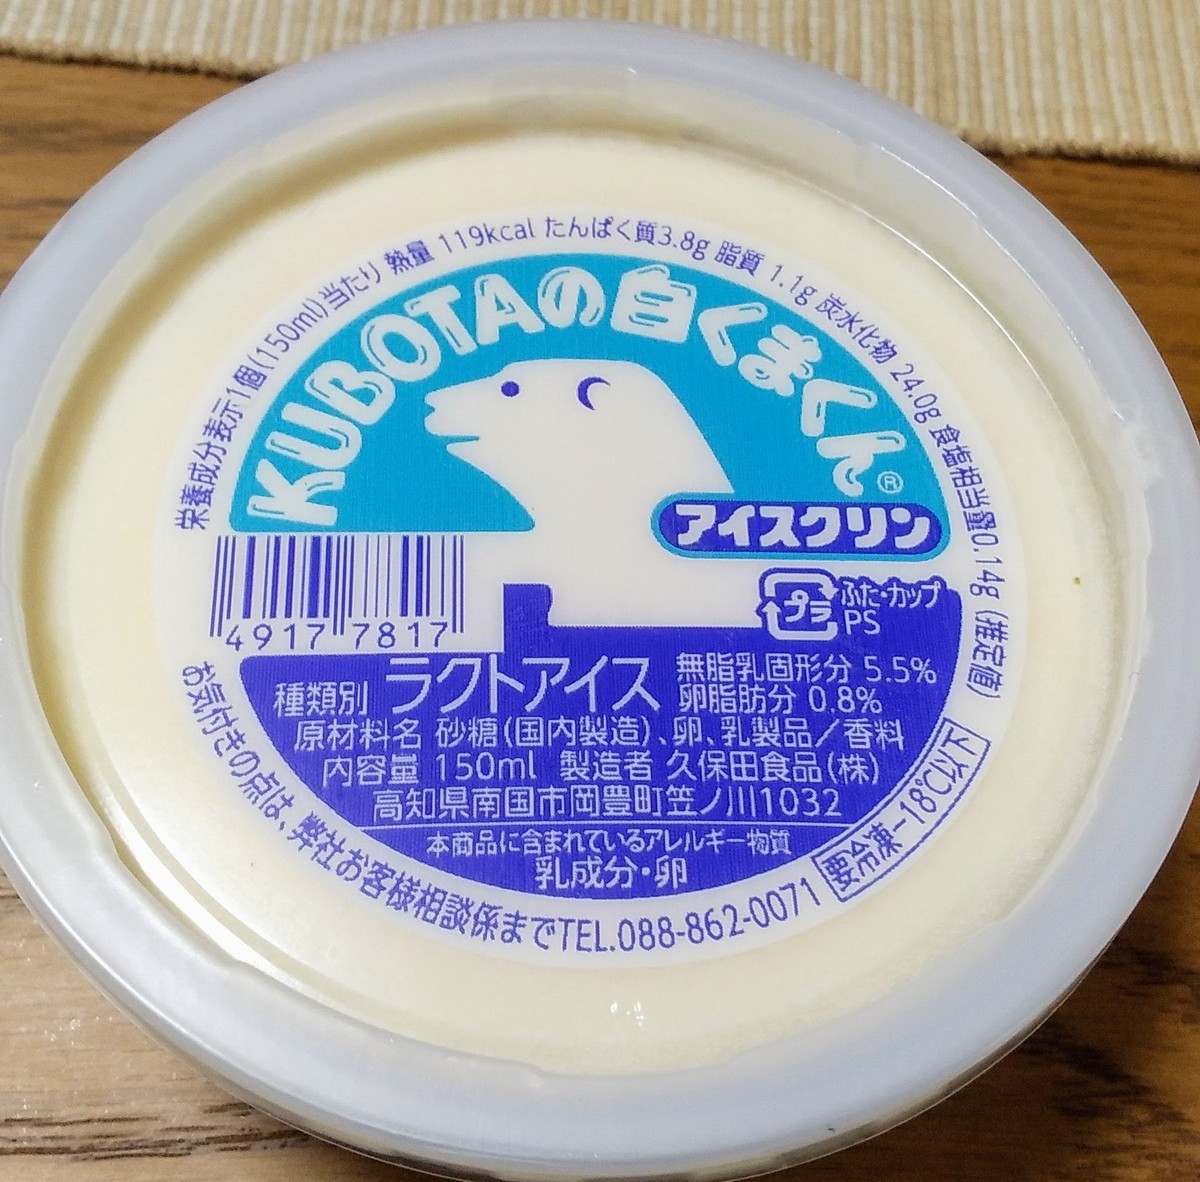 栄養成分表示1個(150ml)当たり 熱量 119kcal たんぱく質3.8g 脂質 1.1g 炭水化物 24.0g 食塩相当量0.14g (推定値)
KUBOTAの白くまくん®
アイスクリン
プラ
ふた・カップ
PS
4917 7817
種類別 ラクトアイス
無脂乳固形分 5.5%
卵脂肪分 0.8%
原材料名 砂糖(国内製造)、卵、乳製品／香料
内容量 150ml 製造者 久保田食品(株)
高知県南国市岡豊町笠ノ川1032
本商品に含まれているアレルギー物質
乳成分・卵
お気付きの点は、弊社お客様相談係までTEL.088-862-0071
要冷凍-18℃以下